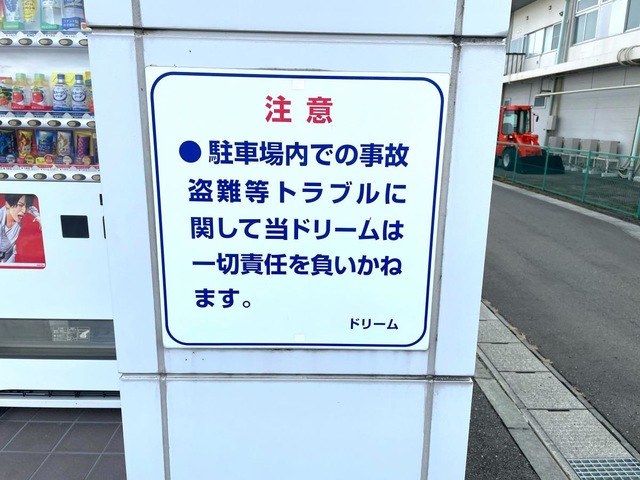 注意
●駐車場内での事故
盗難等トラブルに
関して当ドリームは
一切責任を負いかね
ます。
ドリーム